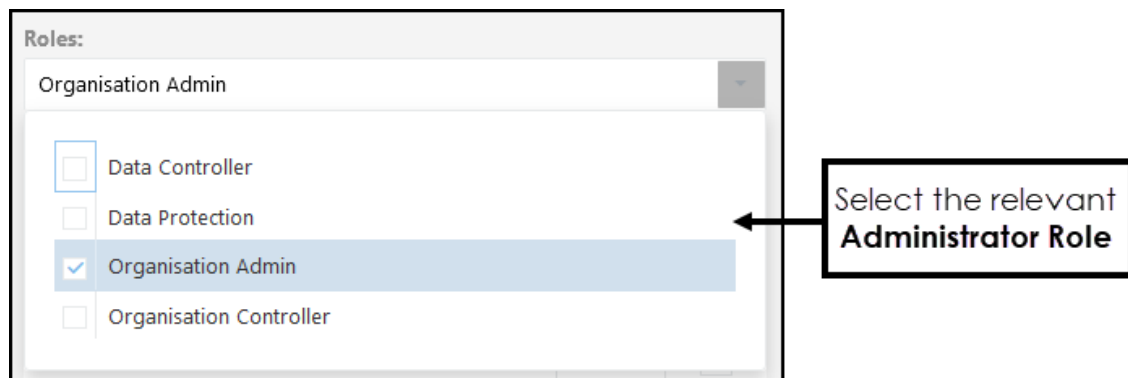 Roles:
Organisation Admin
Data Controller
Data Protection
Organisation Admin
Organisation Controller
Select the relevant
Administrator Role